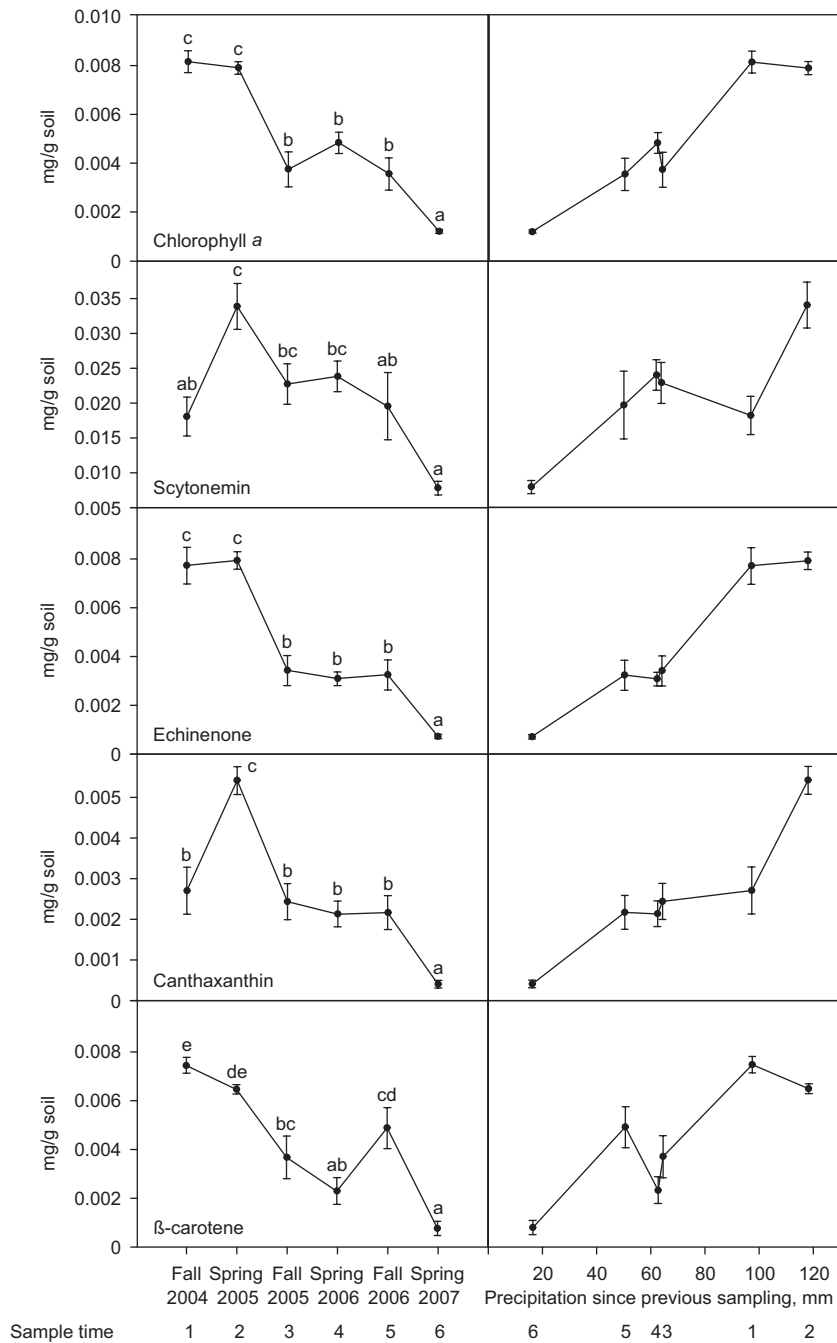 0.010
0.008
0.006
0.004
0.002
0
mg/g soil
c
c
b
b
b
a
Chlorophyll a
0.035
0.030
0.025
0.020
0.015
0.010
0.005
mg/g soil
ab
c
bc
bc
ab
a
Scytonemin
0.008
0.006
0.004
0.002
0
mg/g soil
c
c
b
b
b
a
Echinenone
0.005
0.004
0.003
0.002
0.001
0
mg/g soil
b
c
b
b
b
a
Canthaxanthin
0.008
0.006
0.004
0.002
0
mg/g soil
e
de
bc
ab
cd
a
ß-carotene
Fall Spring Fall Spring Fall Spring
2004 2005 2005 2006 2006 2007
20 40 60 80 100 120
Precipitation since previous sampling, mm
Sample time 1 2 3 4 5 6 6 5 43 1 2